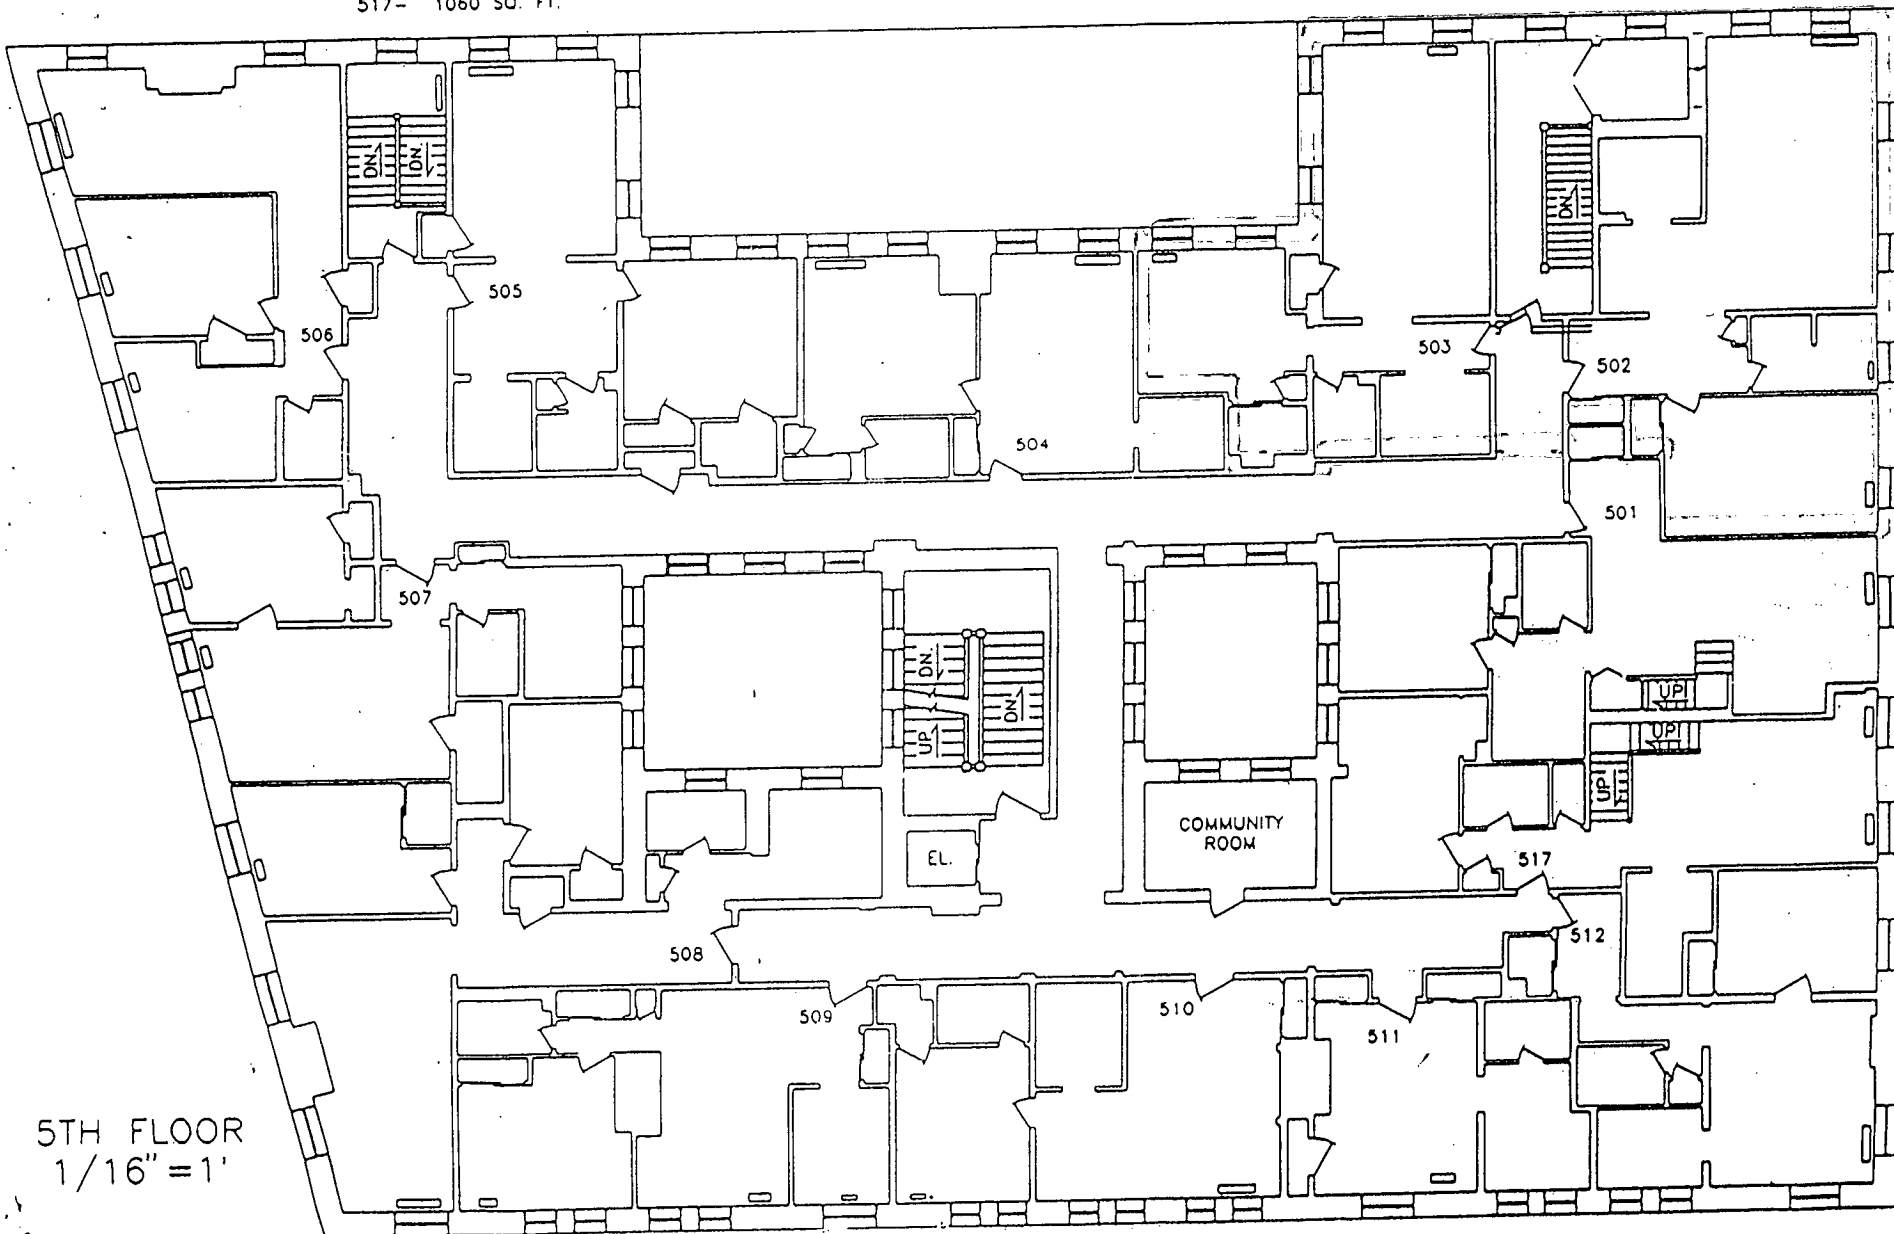 517- 1060 SQ. FT.
DN.
DN.
DN.
505
506
503
502
504
501
507
DN.
DN.
UP
UP
UP
UP
COMMUNITY
ROOM
EL.
517
508
512
509
510
511
5TH FLOOR
1/16" = 1'